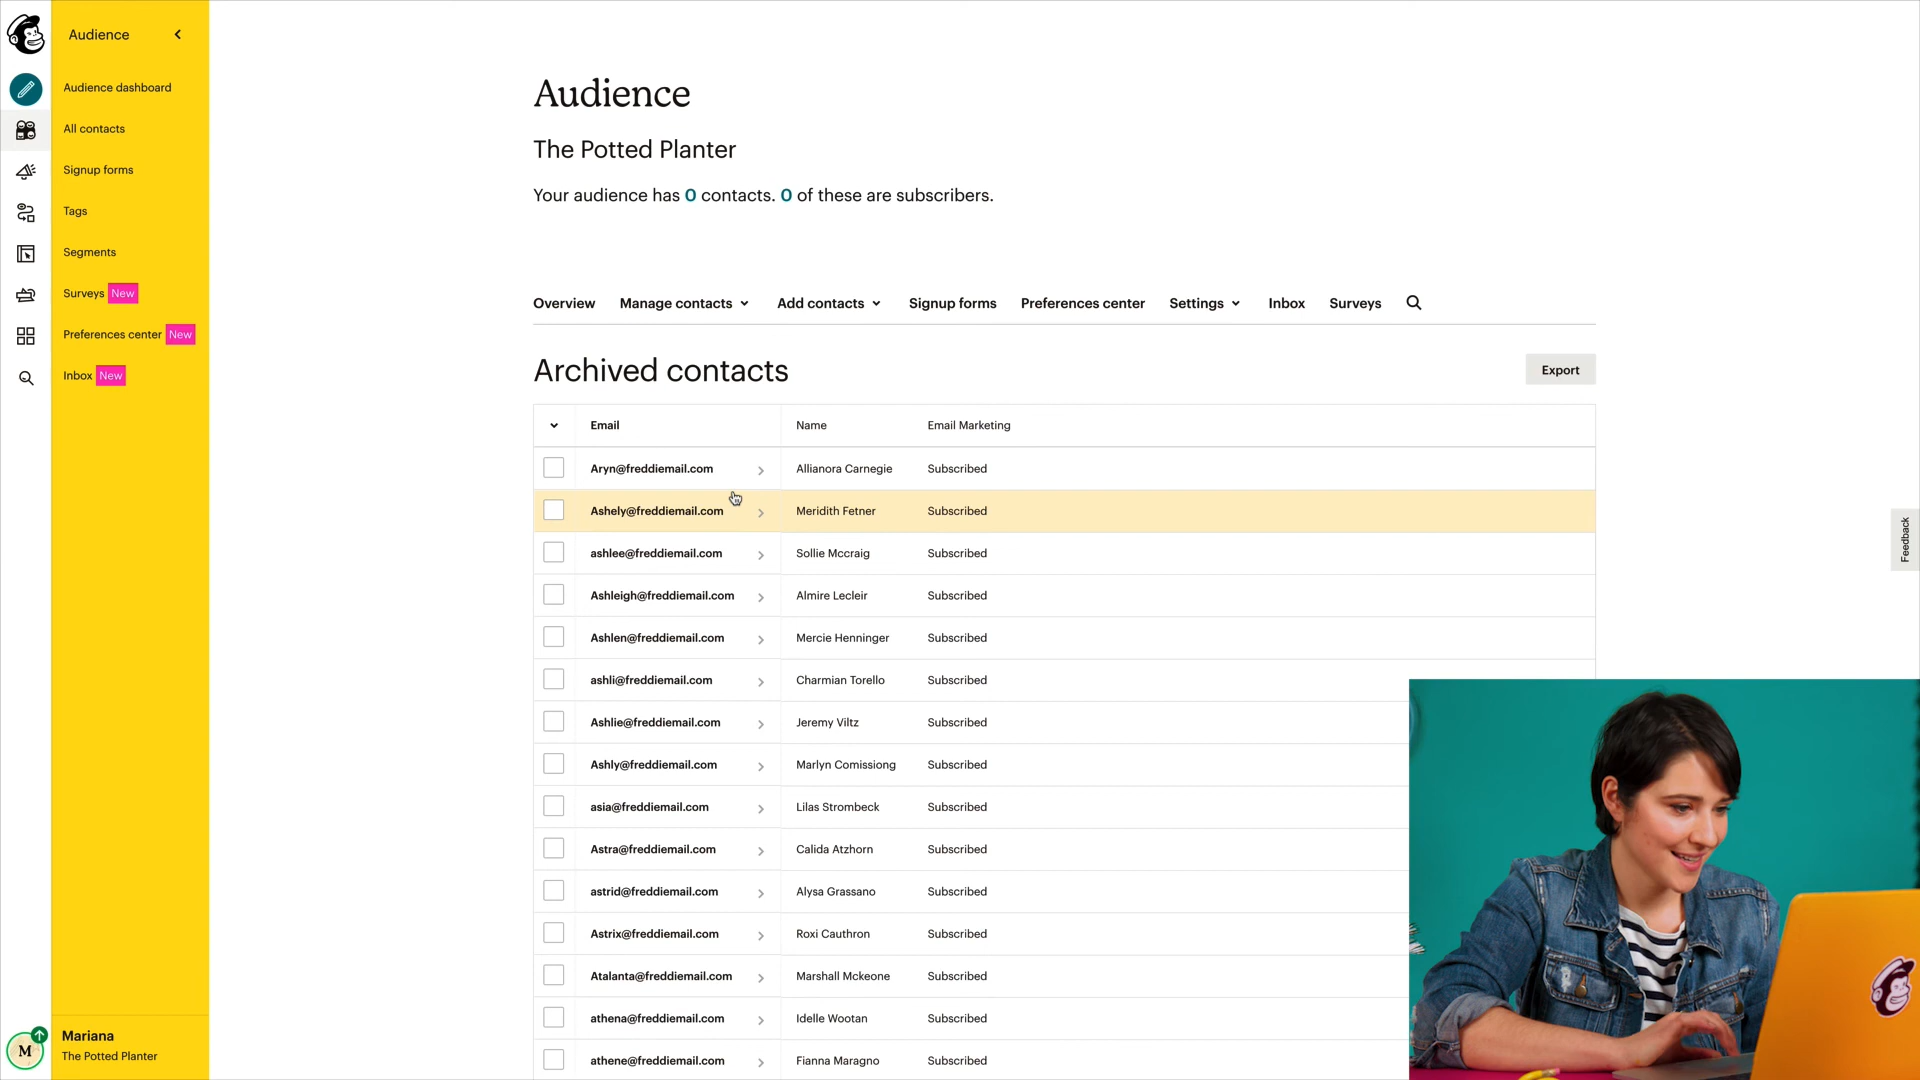 Audience
Audience dashboard
All contacts
Signup forms
Tags
Segments
Surveys New
Preferences center New
Inbox New
M
Mariana
The Potted Planter
Audience
The Potted Planter
Your audience has 0 contacts. 0 of these are subscribers.
Overview Manage contacts Add contacts Signup forms Preferences center Settings Inbox Surveys
Archived contacts Export
Email Name Email Marketing
Aryn@freddiemail.com Allianora Carnegie Subscribed
Ashely@freddiemail.com Meridith Fetner Subscribed
ashlee@freddiemail.com Sollie Mccraig Subscribed
Ashleigh@freddiemail.com Almire Lecleir Subscribed
Ashlen@freddiemail.com Mercie Henninger Subscribed
ashli@freddiemail.com Charmian Torello Subscribed
Ashlie@freddiemail.com Jeremy Viltz Subscribed
Ashly@freddiemail.com Marlyn Comissiong Subscribed
asia@freddiemail.com Lilas Strombeck Subscribed
Astra@freddiemail.com Calida Atzhorn Subscribed
astrid@freddiemail.com Alysa Grassano Subscribed
Astrix@freddiemail.com Roxi Cauthron Subscribed
Atalanta@freddiemail.com Marshall Mckeone Subscribed
athena@freddiemail.com Idelle Wootan Subscribed
athene@freddiemail.com Fianna Maragno Subscribed
Feedback